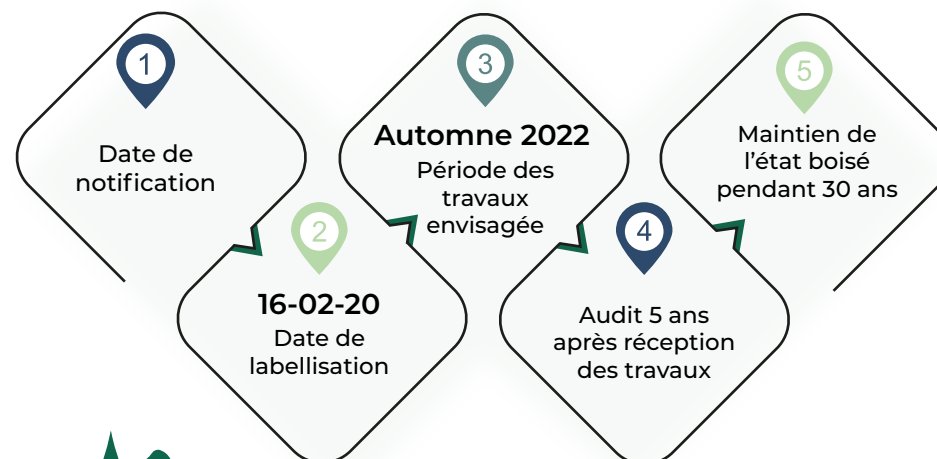 1
Date de
notification
2
16-02-20
Date de
labellisation
3
Automne 2022
Période des
travaux
envisagée
4
Audit 5 ans
après réception
des travaux
5
Maintien de
l'état boisé
pendant 30 ans